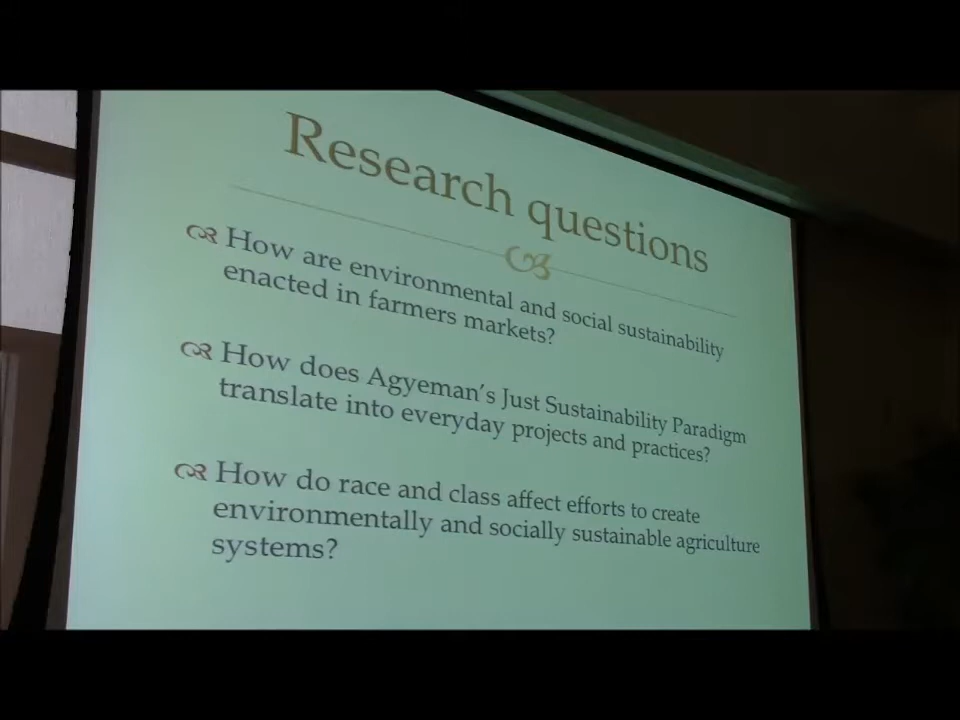 Research questions
How are environmental and social sustainability
enacted in farmers markets?
How does Agyeman's Just Sustainability Paradigm
translate into everyday projects and practices?
How do race and class affect efforts to create
environmentally and socially sustainable agriculture
systems?